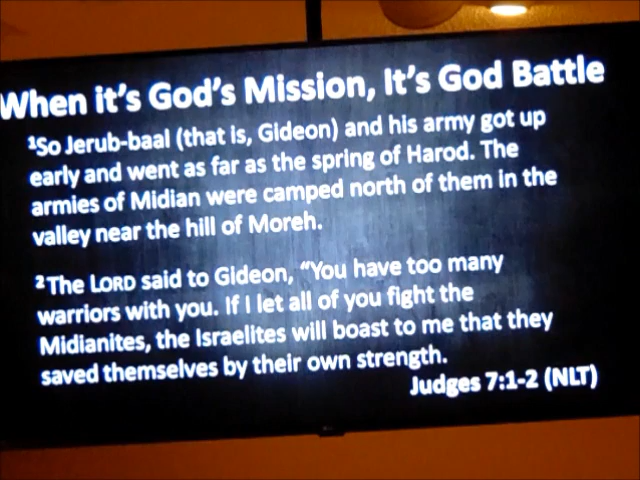 When it's God's Mission, It's God Battle
¹So Jerub-baal (that is, Gideon) and his army got up
early and went as far as the spring of Harod. The
armies of Midian were camped north of them in the
valley near the hill of Moreh.
²The LORD said to Gideon, “You have too many
warriors with you. If I let all of you fight the
Midianites, the Israelites will boast to me that they
saved themselves by their own strength.
Judges 7:1-2 (NLT)